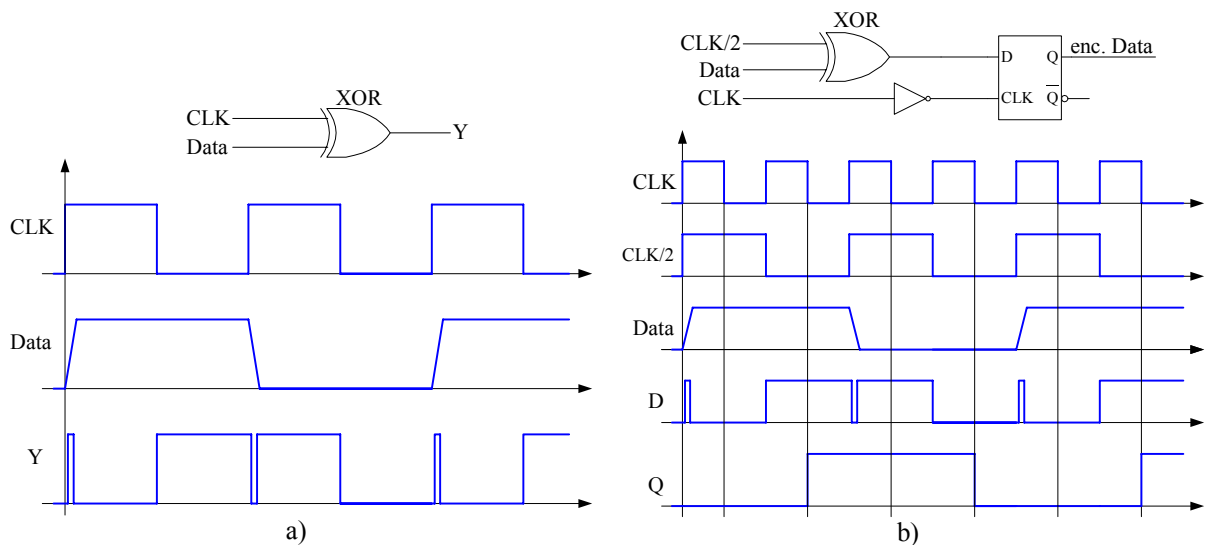 XOR
CLK
Data
Y
CLK
Data
Y
a)
XOR
CLK/2
Data
CLK
D
Q
enc. Data
CLK
Q
CLK
CLK/2
Data
D
Q
b)